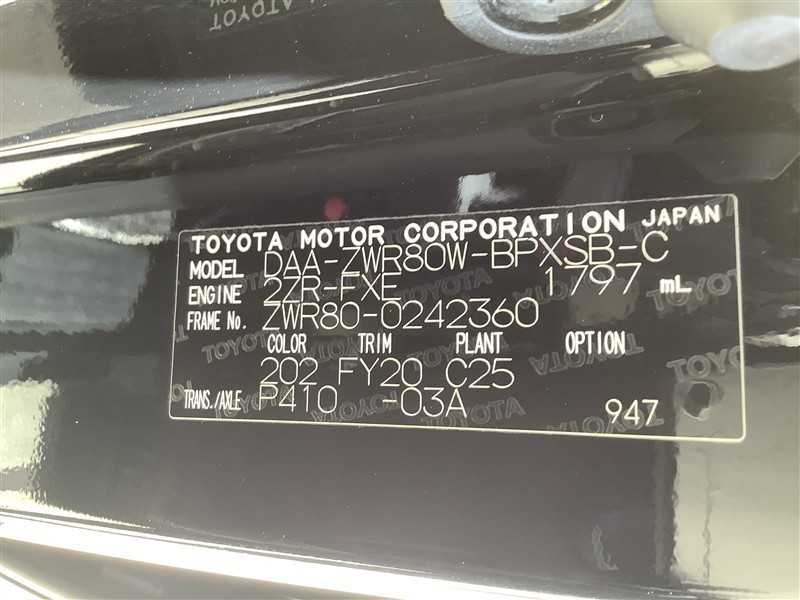 TOYOTA MOTOR CORPORATION JAPAN
MODEL DAA-ZWR80W-BPXSB-C
ENGINE 2ZR-FXE 1797 mL
FRAME No. ZWR80-0242360
COLOR TRIM PLANT OPTION
202 FY20 C25
TRANS./AXLE P410 -03A 947